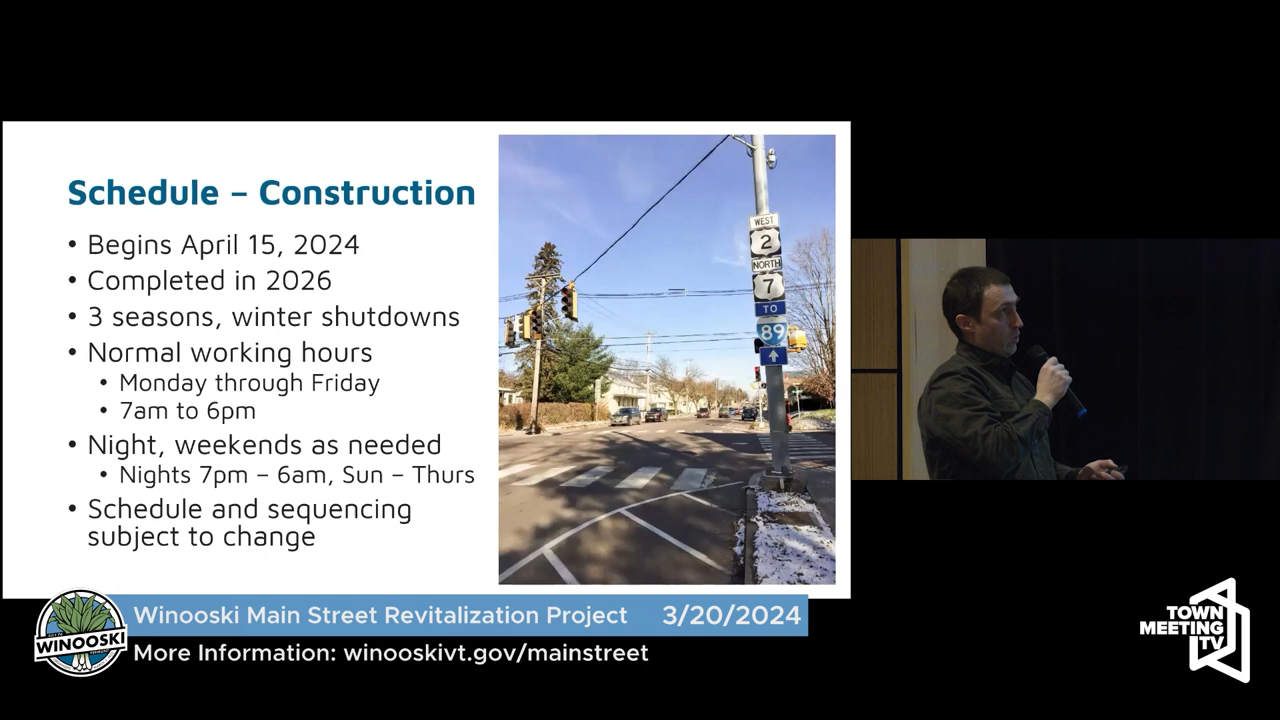 Schedule – Construction
• Begins April 15, 2024
• Completed in 2026
• 3 seasons, winter shutdowns
• Normal working hours
• Monday through Friday
• 7am to 6pm
• Night, weekends as needed
• Nights 7pm – 6am, Sun – Thurs
• Schedule and sequencing
subject to change
WEST
2
NORTH
7
TO
89
WINOOSKI
Winooski Main Street Revitalization Project 3/20/2024
More Information: winooskivt.gov/mainstreet
TOWN
MEETING
TV